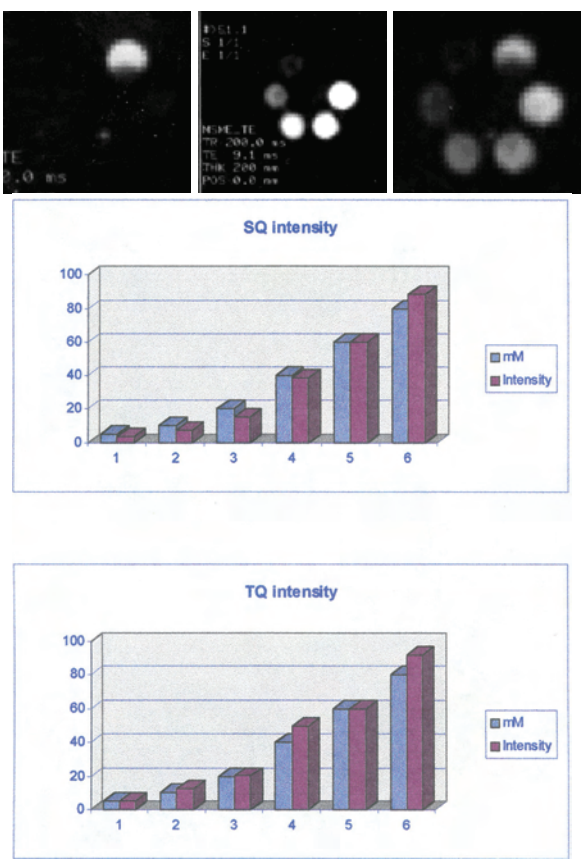 TE
2.0 ms
S 1/1
E 1/1
MSME_TE
TR 200.0 ms
TE 9.1 ms
THK 200 mm
POS 0.0 mm
SQ intensity
100
80
60
40
20
0
1 2 3 4 5 6
mM
Intensity
TQ intensity
100
80
60
40
20
0
1 2 3 4 5 6
mM
Intensity